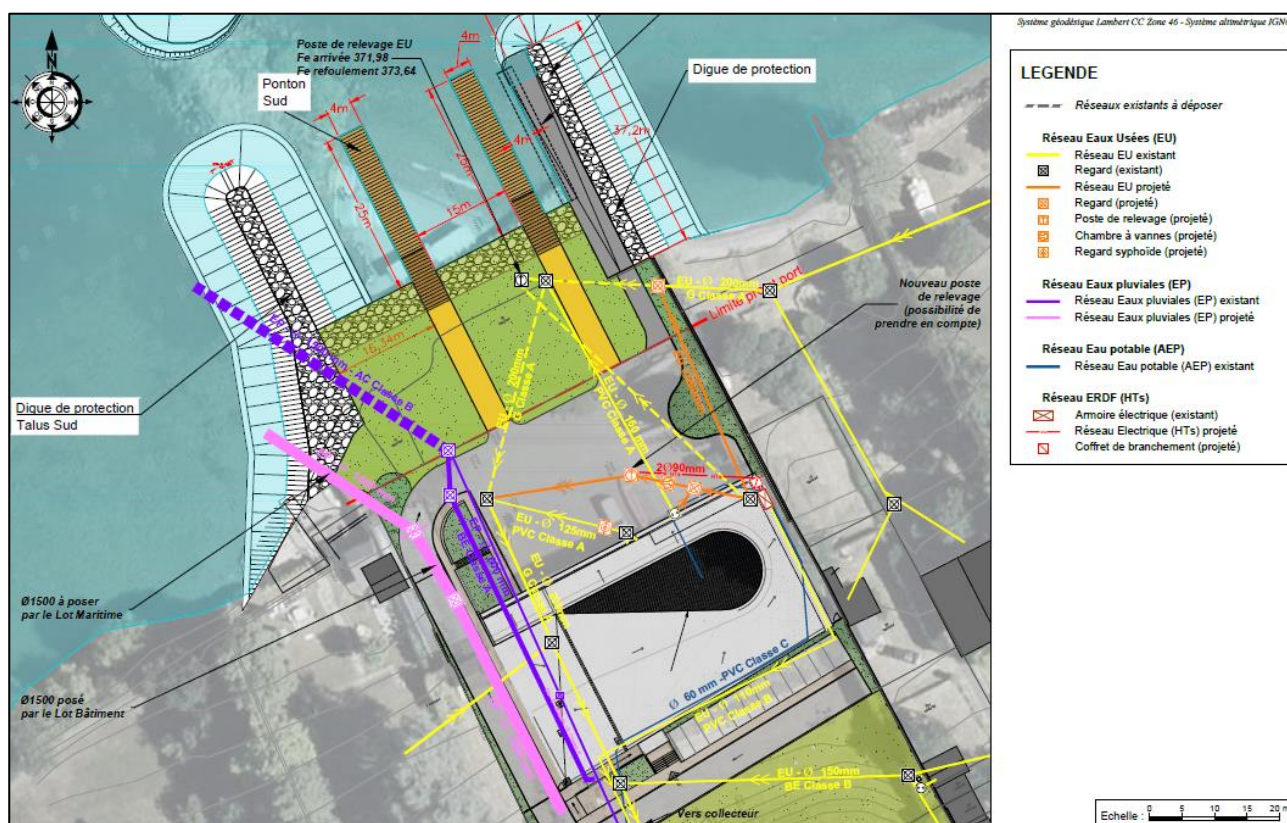 Système géodésique Lambert CC Zone 46 - Système altimétrique IGN
Poste de relevage EU
Fe arrivée 371,98
Fe refoulement 373,64
Ponton
Sud
Digue de protection
4m
4m
4m
25m
25m
15m
37,2m
16,14m
EU - Ø 200mm
G Classe A
Limite projet port
Nouveau poste
de relevage
(possibilité de
prendre en compte)
AC Classe B
EU - Ø 200mm
G Classe A
EU - Ø 160 mm
PVC Classe A
2Ø90mm
Digue de protection
Talus Sud
EU - Ø 125mm
PVC Classe A
Ø1500 à poser
par le Lot Maritime
Ø 60 mm -PVC Classe C
EU - Ø 110mm
PVC Classe B
Ø1500 posé
par le Lot Bâtiment
EU - Ø 150mm
BE Classe B
Vers collecteur
LEGENDE
Réseaux existants à déposer
Réseau Eaux Usées (EU)
Réseau EU existant
Regard (existant)
Réseau EU projeté
Regard (projeté)
Poste de relevage (projeté)
Chambre à vannes (projeté)
Regard syphoïde (projeté)
Réseau Eaux pluviales (EP)
Réseau Eaux pluviales (EP) existant
Réseau Eaux pluviales (EP) projeté
Réseau Eau potable (AEP)
Réseau Eau potable (AEP) existant
Réseau ERDF (HTs)
Armoire électrique (existant)
Réseau Electrique (HTs) projeté
Coffret de branchement (projeté)
Echelle : 0 5 10 15 20 m